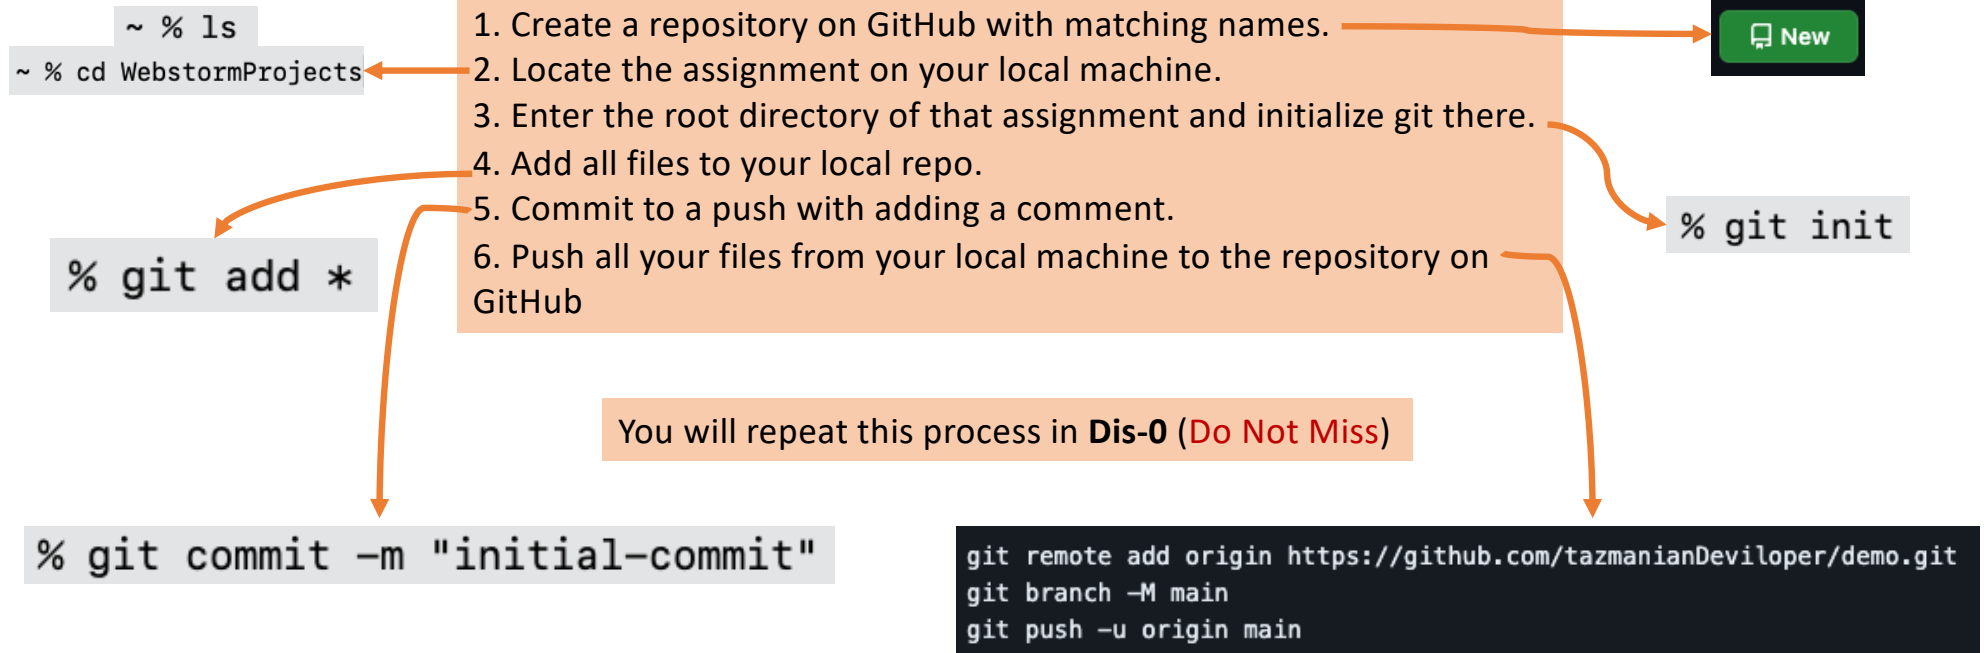 ~ % ls
~ % cd WebstormProjects
1. Create a repository on GitHub with matching names.
2. Locate the assignment on your local machine.
3. Enter the root directory of that assignment and initialize git there.
4. Add all files to your local repo.
5. Commit to a push with adding a comment.
6. Push all your files from your local machine to the repository on
GitHub
New
% git init
% git add *
You will repeat this process in Dis-0 (Do Not Miss)
% git commit –m "initial-commit"
git remote add origin https://github.com/tazmanianDeviloper/demo.git
git branch –M main
git push –u origin main